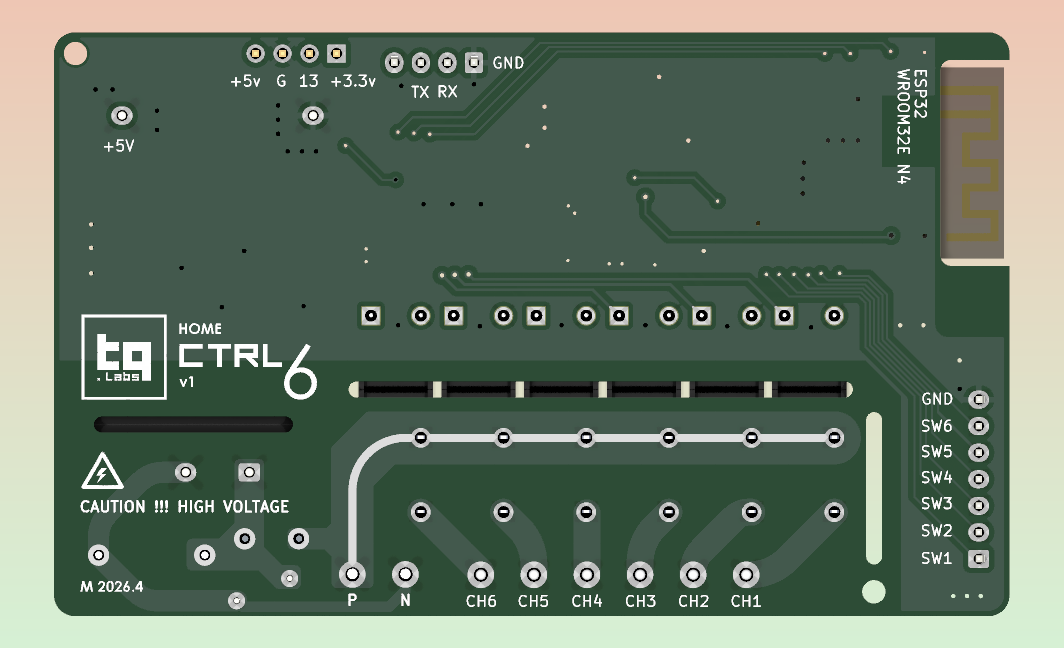 +5v G 13 +3.3v
TX RX
GND
+5V
ESP32
WROOM32E N4
tq
.Labs
HOME
CTRL 6
v1
CAUTION !!! HIGH VOLTAGE
M 2026.4
P
N
CH6
CH5
CH4
CH3
CH2
CH1
GND
SW6
SW5
SW4
SW3
SW2
SW1